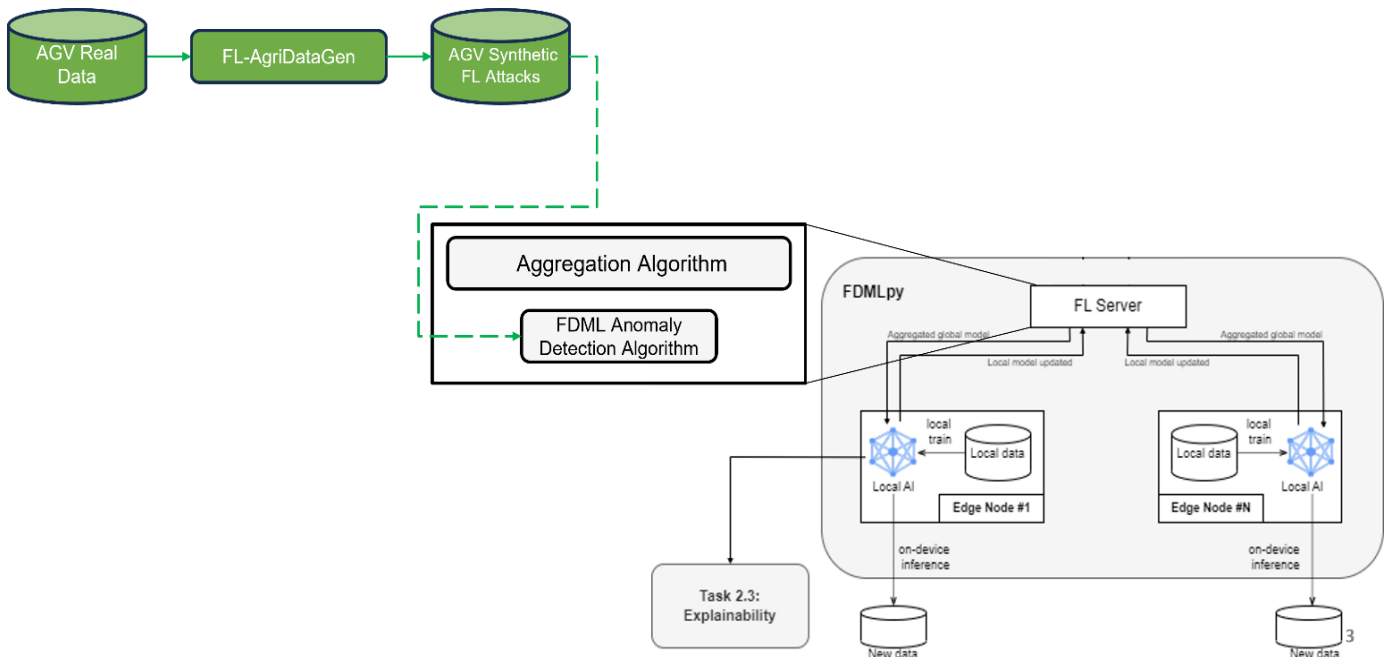 AGV Real
Data
FL-AgriDataGen
AGV Synthetic
FL Attacks
Aggregation Algorithm
FDML Anomaly
Detection Algorithm
FDMLpy
FL Server
Aggregated global model
Aggregated global model
Local model updated
Local model updated
local
train
Local data
Local AI
Edge Node #1
local
train
Local data
Local AI
Edge Node #N
on-device
inference
on-device
inference
Task 2.3:
Explainability
New data
New data
3